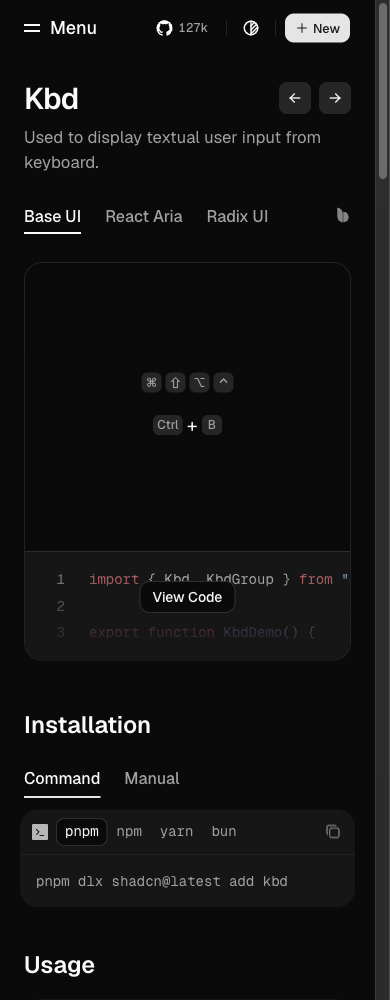 Menu 127k + New
Kbd
Used to display textual user input from
keyboard.
Base UI React Aria Radix UI
⌘ ⇧ ⌥ ⌃
Ctrl + B
1 import { Kbd, KbdGroup } from "
2
View Code
3 export function KbdDemo() {
Installation
Command Manual
pnpm npm yarn bun
pnpm dlx shadcn@latest add kbd
Usage